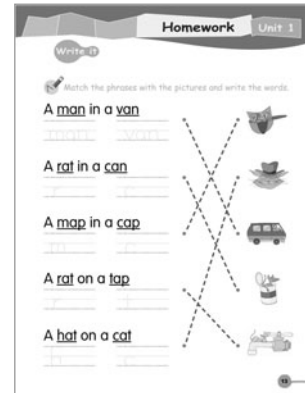 Homework Unit 1
Write it
Match the phrases with the pictures and write the words.
A man in a van
man van
A rat in a can
r c
A map in a cap
m c
A rat on a tap
r t
A hat on a cat
h c
13